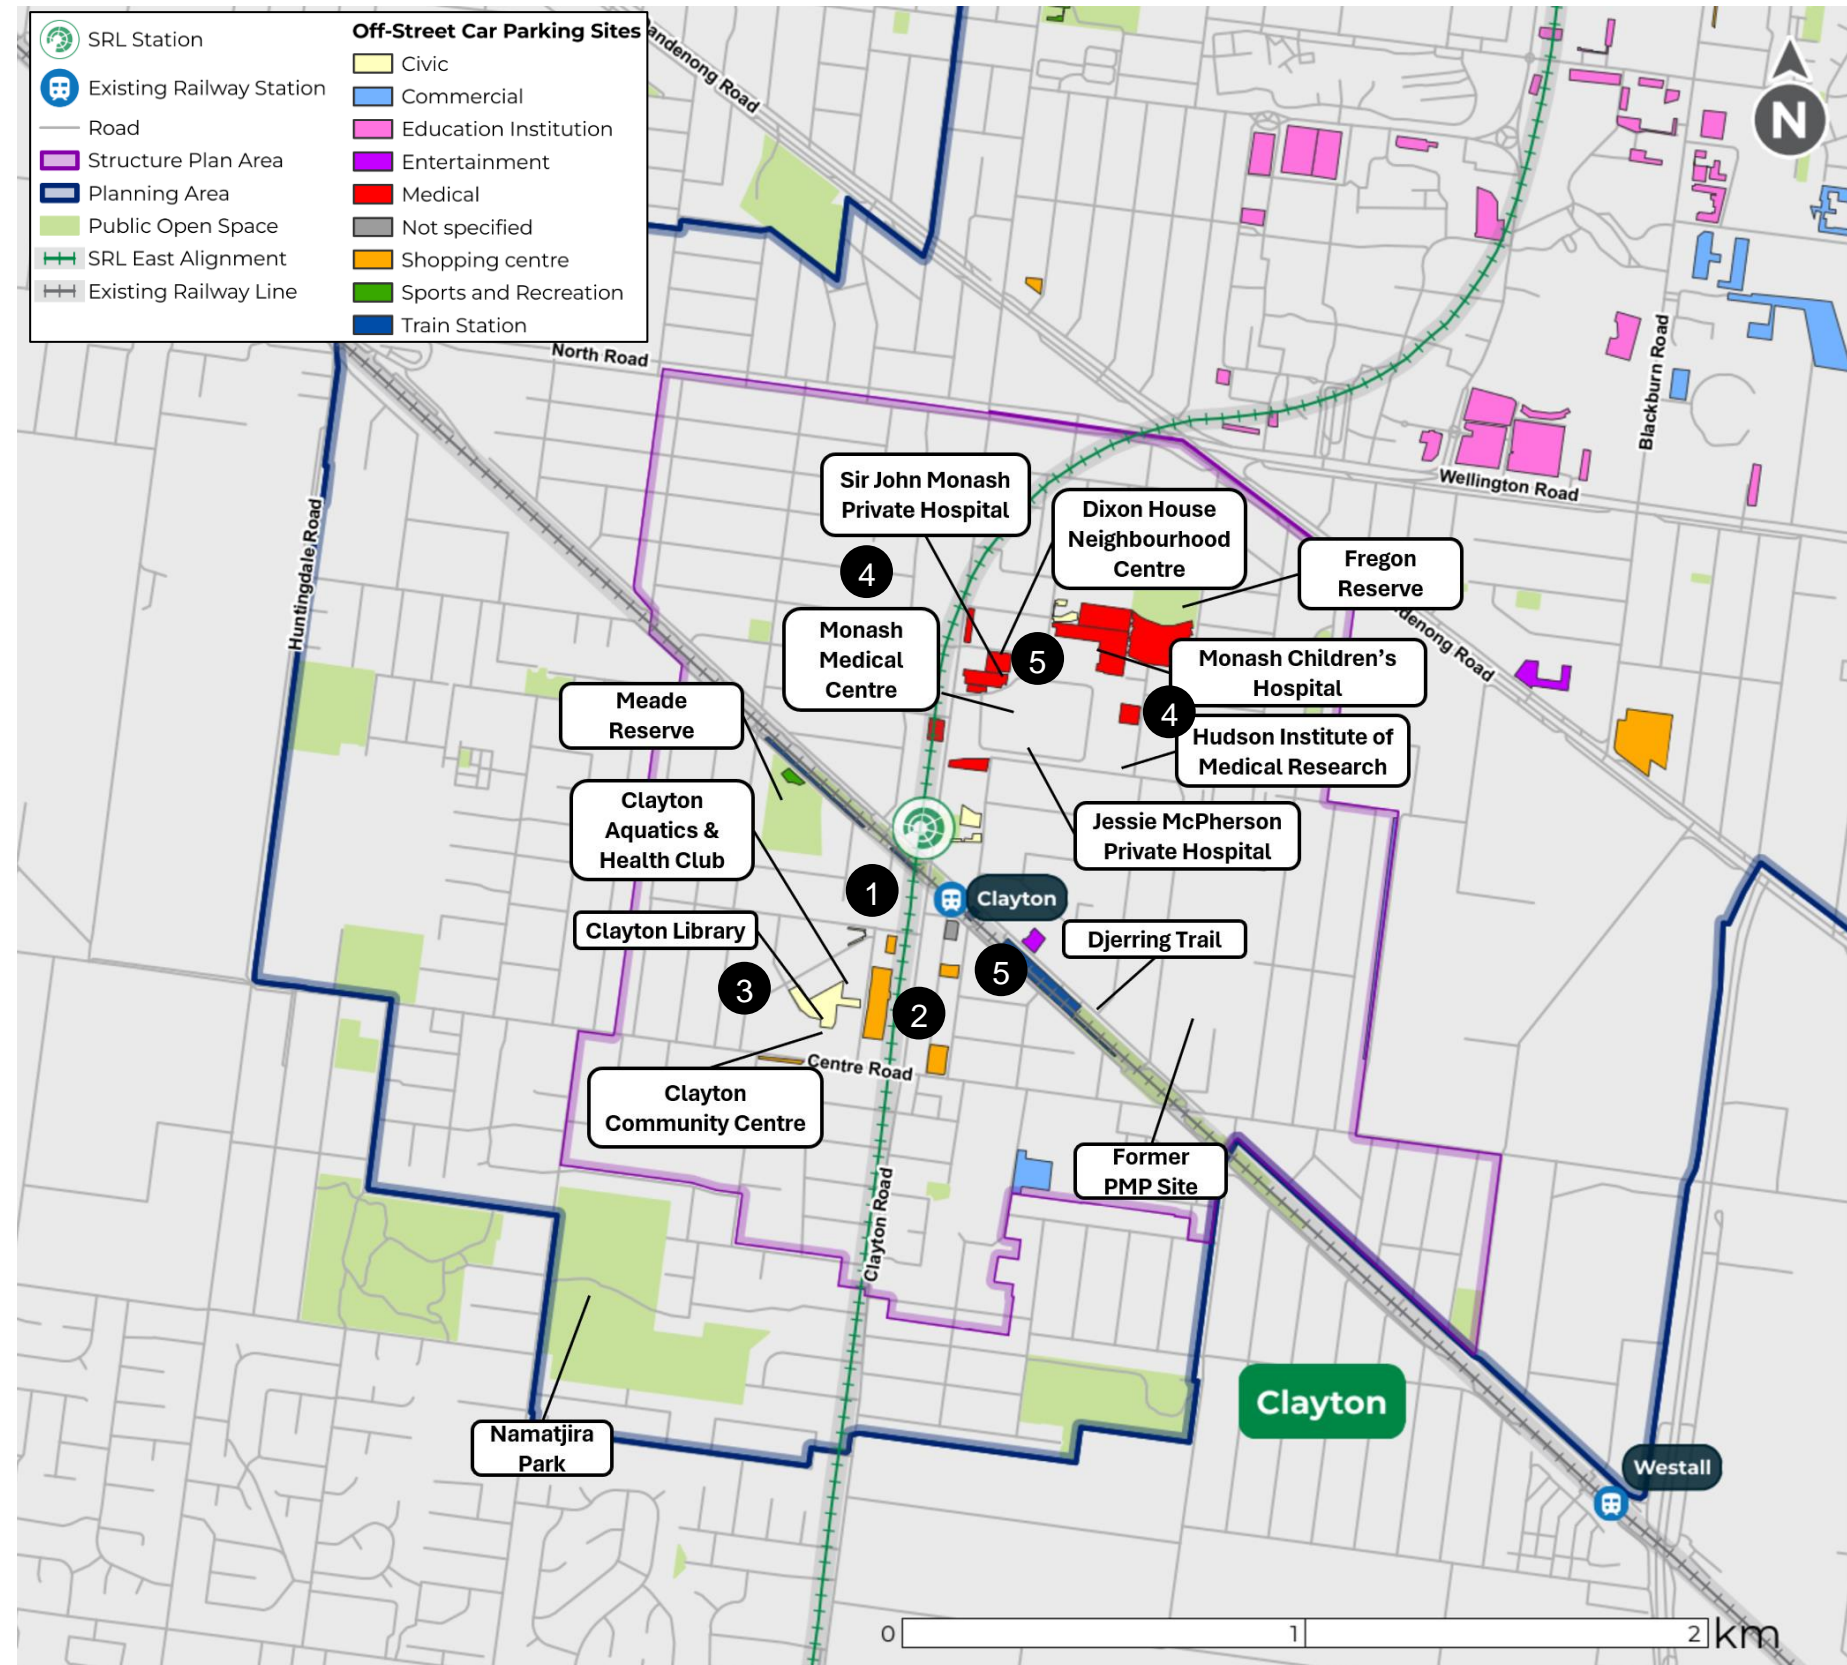 SRL Station
Existing Railway Station
Road
Structure Plan Area
Planning Area
Public Open Space
SRL East Alignment
Existing Railway Line
Off-Street Car Parking Sites
Civic
Commercial
Education Institution
Entertainment
Medical
Not specified
Shopping centre
Sports and Recreation
Train Station
andenong Road
N
North Road
Blackburn Road
Wellington Road
Huntingdale Road
Sir John Monash
Private Hospital
Dixon House
Neighbourhood
Centre
Fregon
Reserve
4
denong Road
Monash
Medical
Centre
5
Monash Children's
Hospital
Meade
Reserve
4
Hudson Institute of
Medical Research
Clayton
Aquatics &
Health Club
Jessie McPherson
Private Hospital
1
Clayton
Clayton Library
Djerring Trail
3
5
2
Centre Road
Clayton
Community Centre
Former
PMP Site
Clayton Road
Clayton
Namatjira
Park
Westall
0 1 2 km